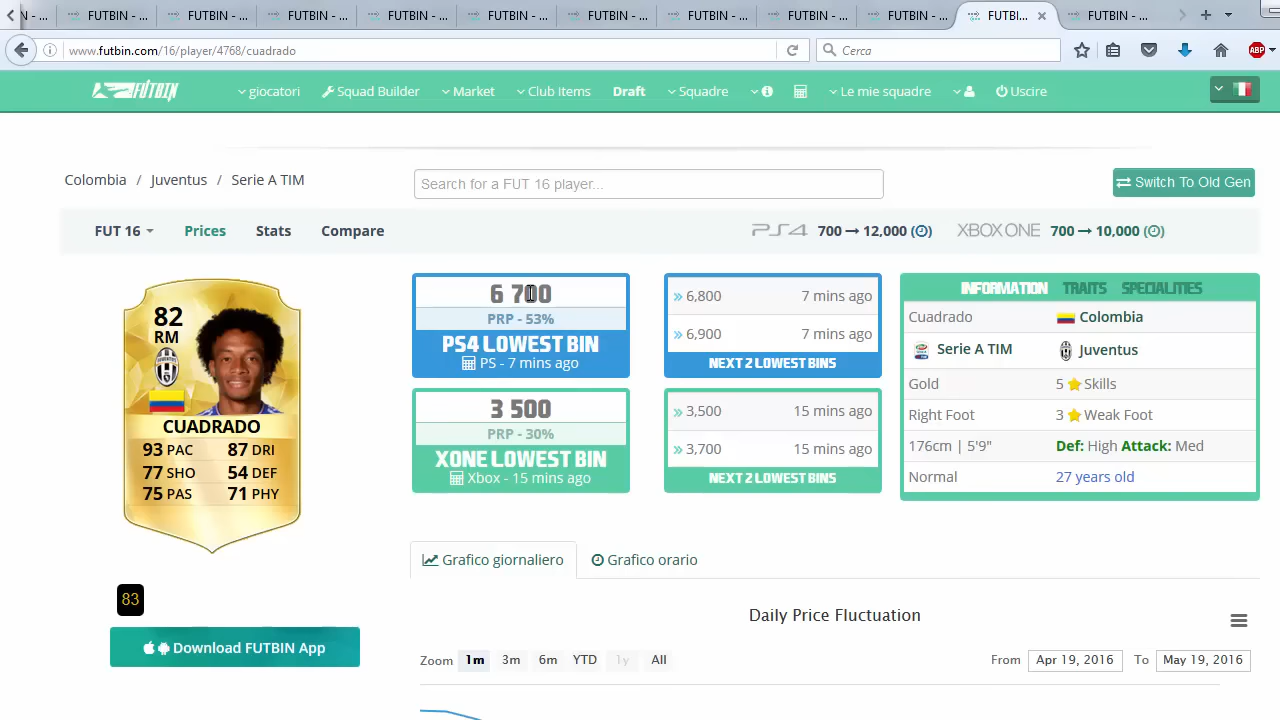 N - ...
FUTBIN - ...
FUTBIN - ...
FUTBIN - ...
FUTBIN - ...
FUTBIN - ...
FUTBIN - ...
FUTBIN - ...
FUTBIN - ...
FUTBIN - ...
FUTBI...
FUTBIN - ...
www.futbin.com/16/player/4768/cuadrado
Cerca
ABP
FUTBIN
giocatori
Squad Builder
Market
Club Items
Draft
Squadre
Le mie squadre
Uscire
Colombia / Juventus / Serie A TIM
Search for a FUT 16 player...
Switch To Old Gen
FUT 16
Prices
Stats
Compare
PS4 700 → 12,000
XBOX ONE 700 → 10,000
82
RM
JUVENTUS
CUADRADO
93 PAC 87 DRI
77 SHO 54 DEF
75 PAS 71 PHY
83
Download FUTBIN App
6 700
PRP - 53%
PS4 LOWEST BIN
PS - 7 mins ago
6,800 7 mins ago
6,900 7 mins ago
NEXT 2 LOWEST BINS
3 500
PRP - 30%
XONE LOWEST BIN
Xbox - 15 mins ago
3,500 15 mins ago
3,700 15 mins ago
NEXT 2 LOWEST BINS
INFORMATION TRAITS SPECIALITIES
Cuadrado Colombia
Serie A TIM Juventus
Gold 5 Skills
Right Foot 3 Weak Foot
176cm | 5'9" Def: High Attack: Med
Normal 27 years old
Grafico giornaliero
Grafico orario
Daily Price Fluctuation
Zoom 1m 3m 6m YTD 1y All
From Apr 19, 2016 To May 19, 2016